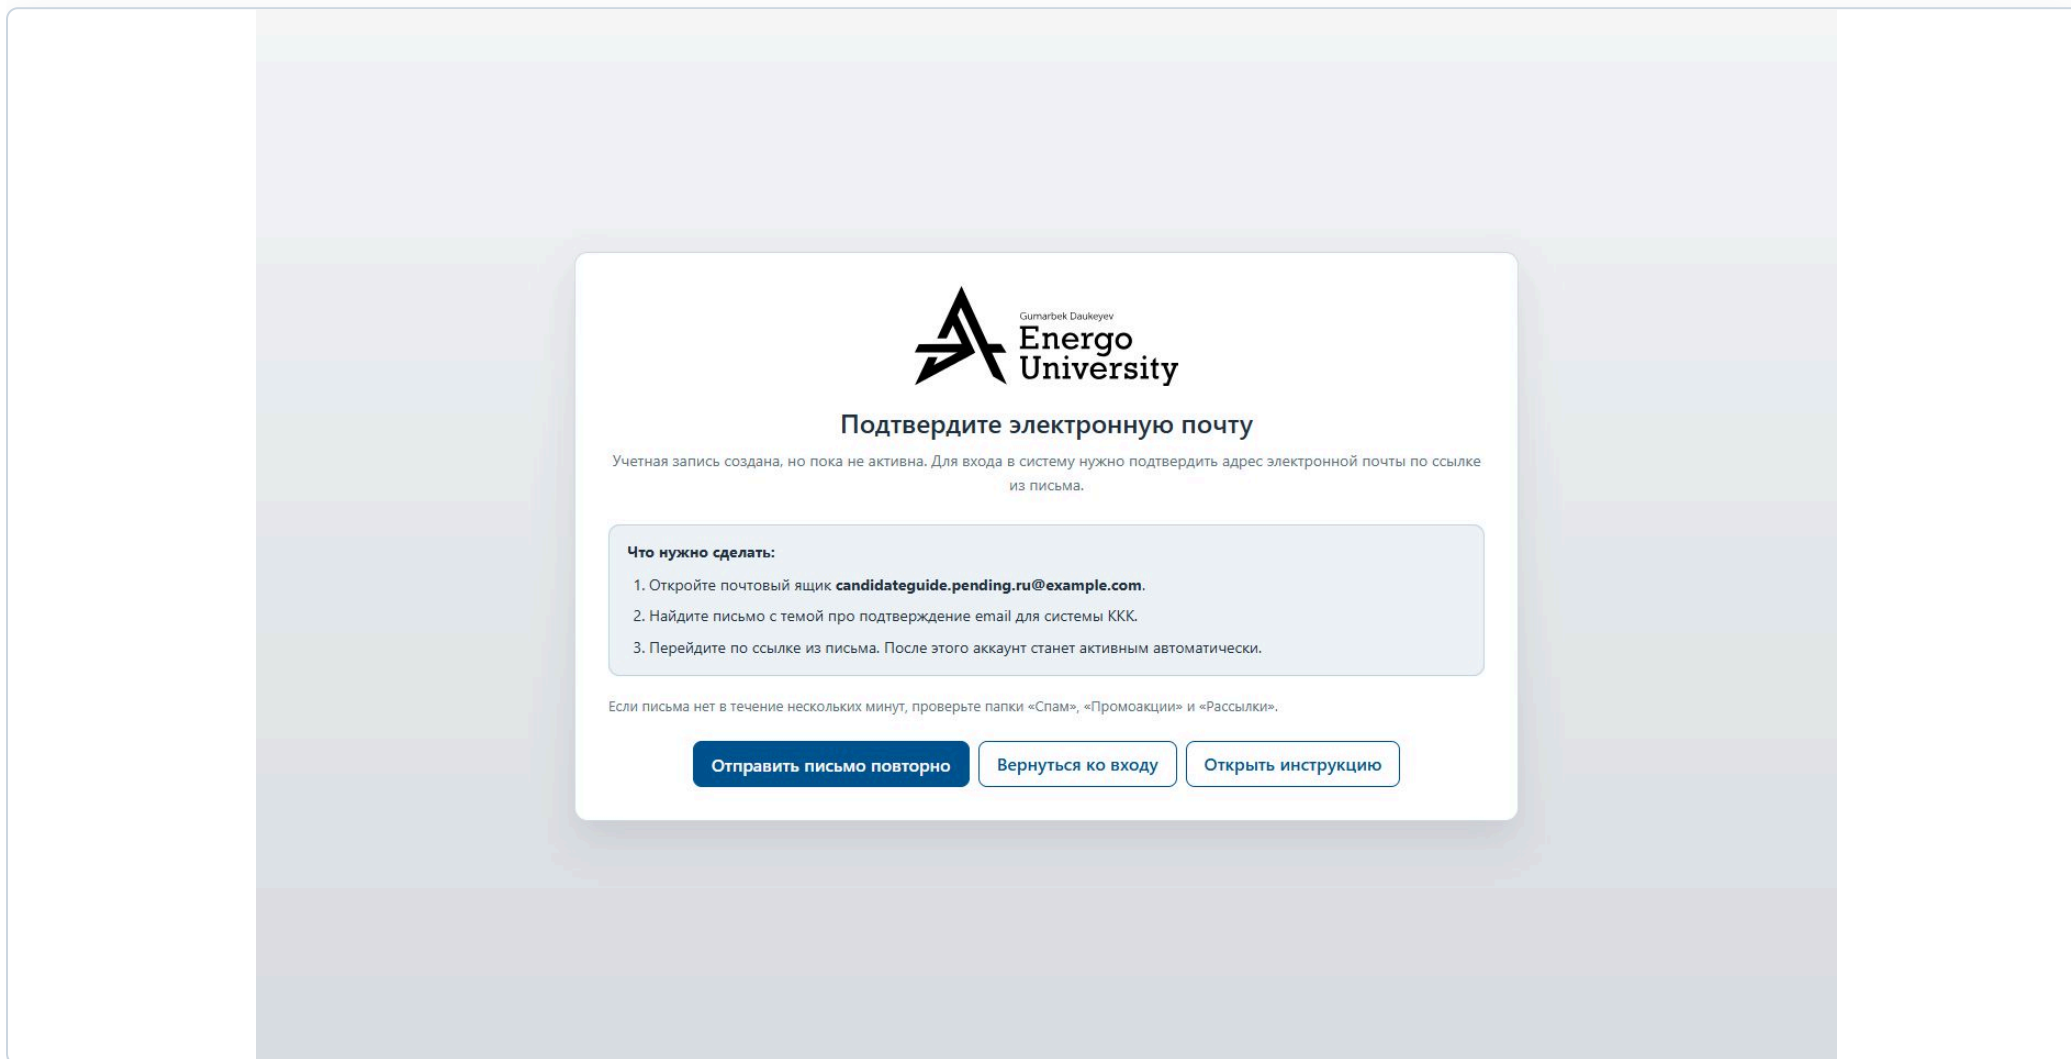 Gumarbek Daukeyev
Energo
University
Подтвердите электронную почту
Учетная запись создана, но пока не активна. Для входа в систему нужно подтвердить адрес электронной почты по ссылке
из письма.
Что нужно сделать:
1. Откройте почтовый ящик candidateguide.pending.ru@example.com.
2. Найдите письмо с темой про подтверждение email для системы ККК.
3. Перейдите по ссылке из письма. После этого аккаунт станет активным автоматически.
Если письма нет в течение нескольких минут, проверьте папки «Спам», «Промоакции» и «Рассылки».
Отправить письмо повторно
Вернуться ко входу
Открыть инструкцию